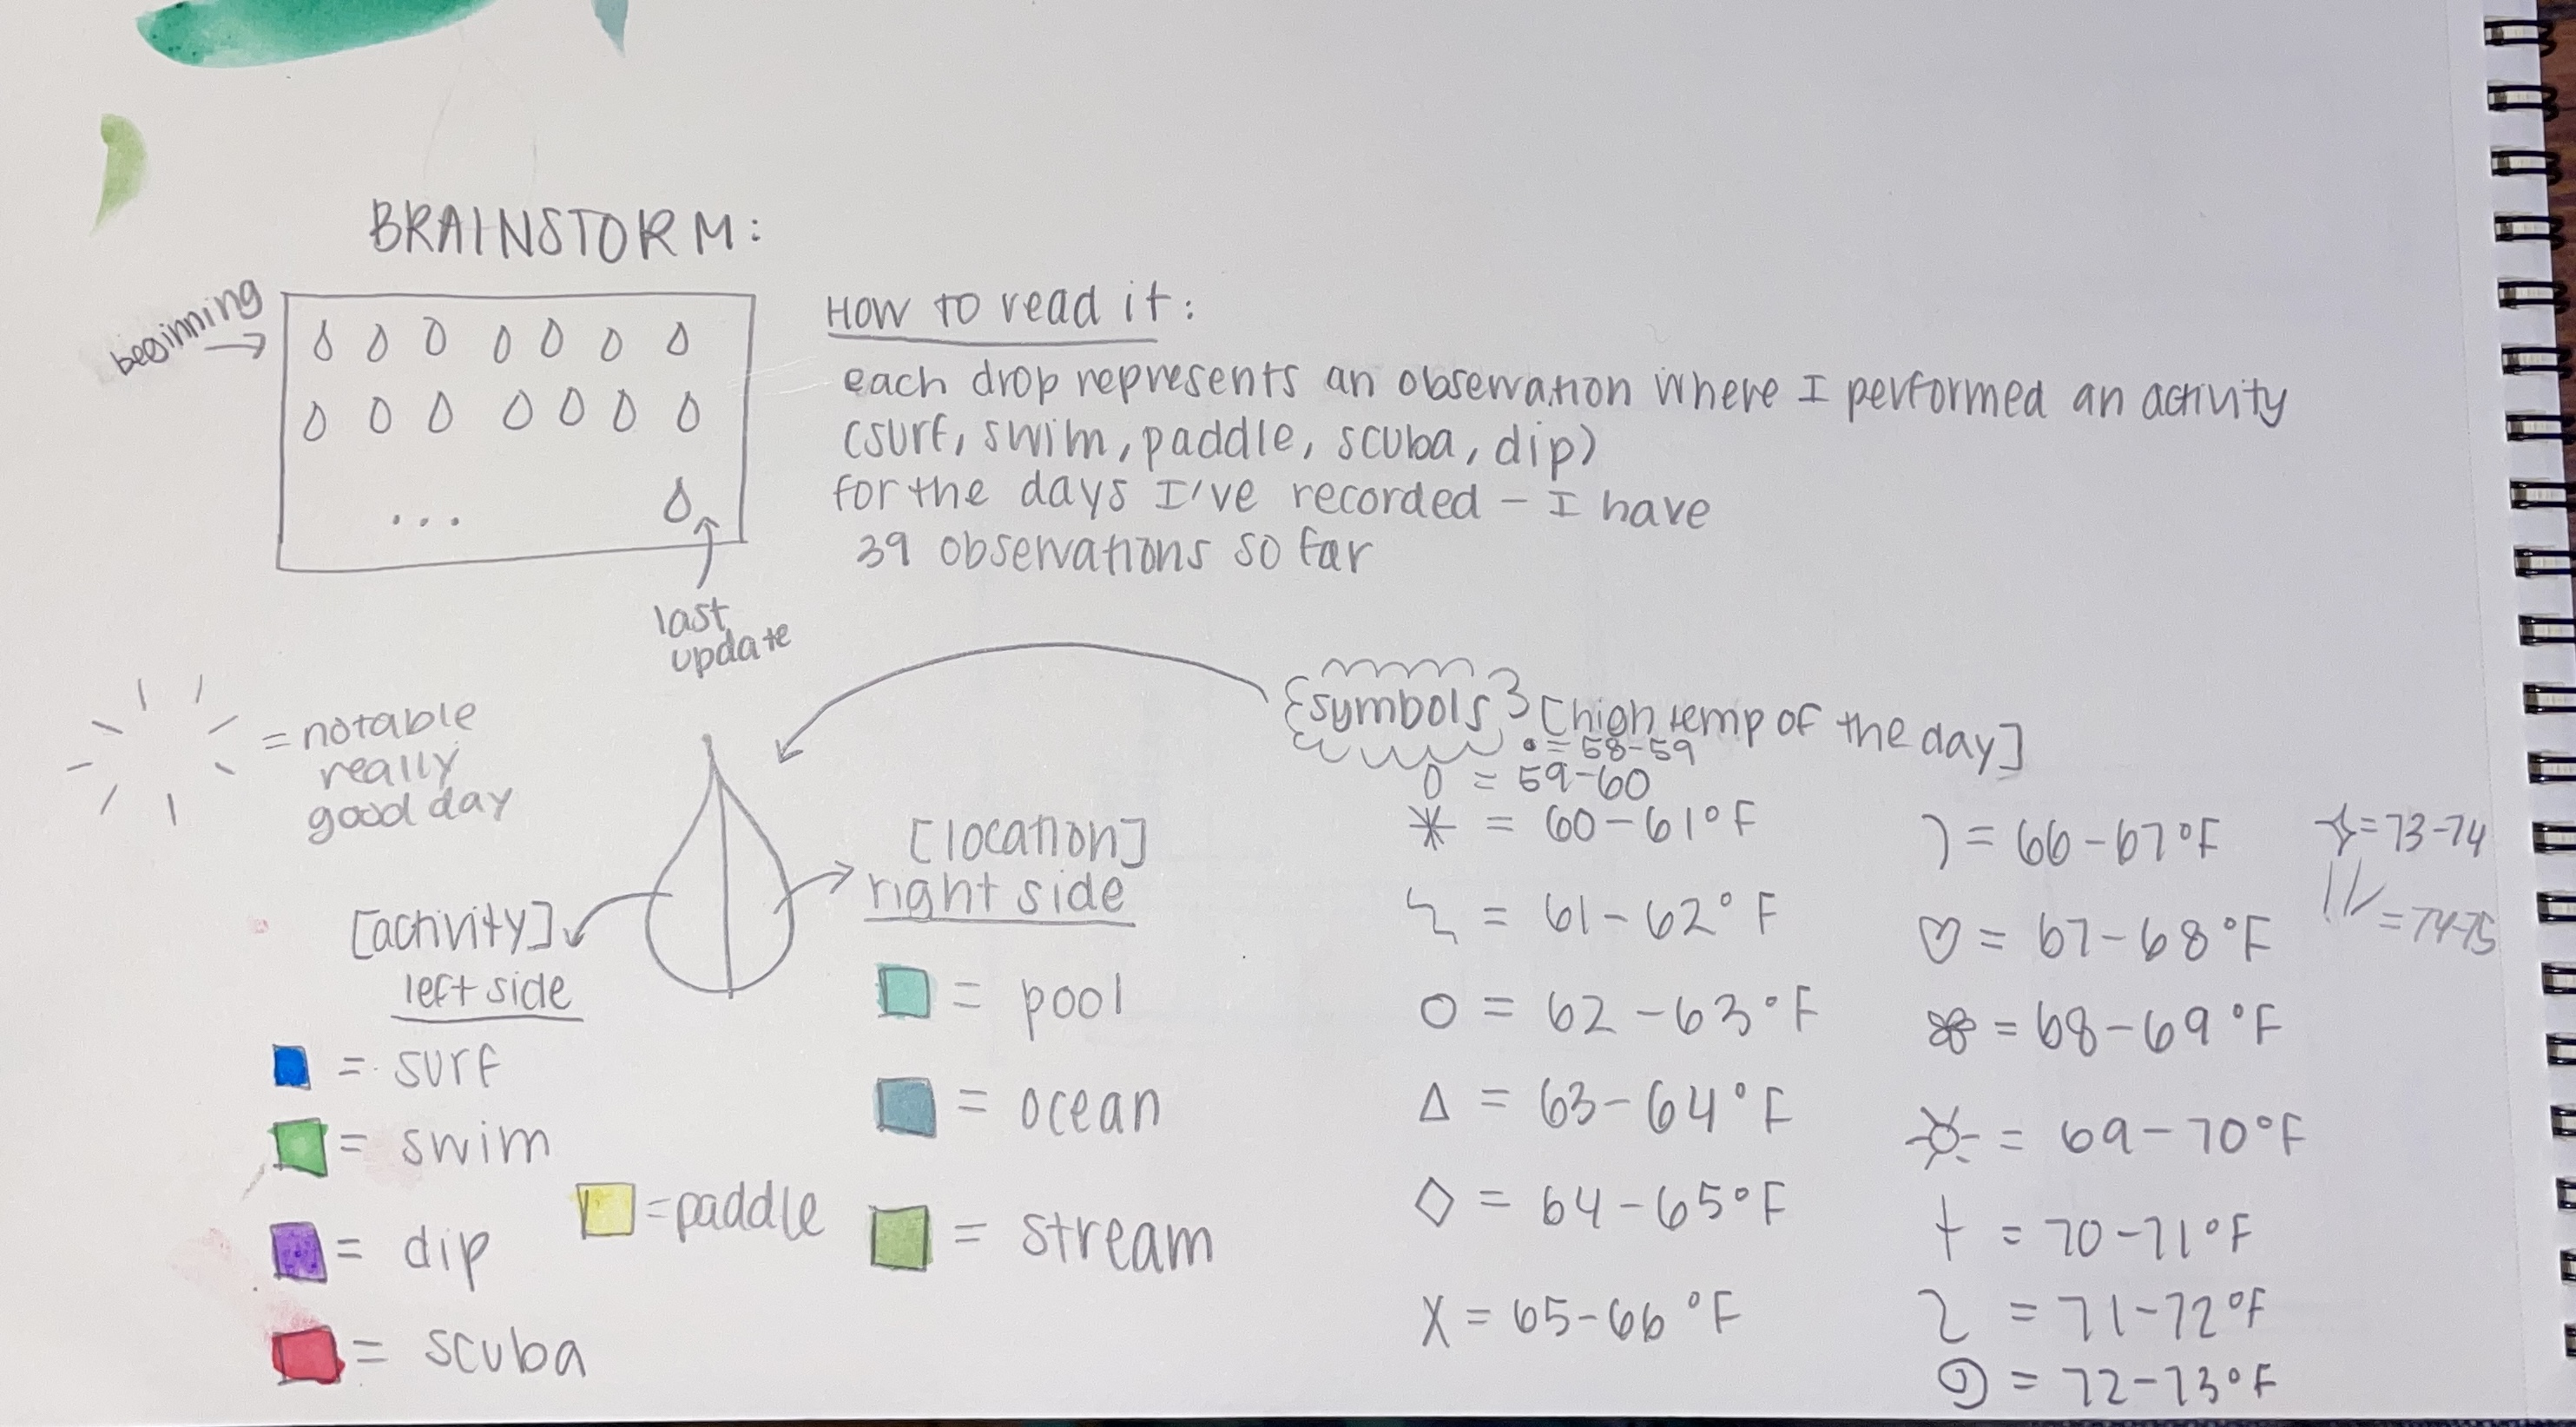 BRAINSTORM:
beginning
How to read it:
each drop represents an observation where I performed an activity
(surf, swim, paddle, scuba, dip)
for the days I've recorded - I have
39 observations so far
last
update
= notable
really
good day
{symbols} [high temp of the day]
• = 58-59
0 = 59-60
* = 60-61°F
= 61-62°F
O = 62-63°F
Δ = 63-64°F
◇ = 64-65°F
X = 65-66°F
) = 66-67°F
♡ = 67-68°F
= 68-69°F
☼ = 69-70°F
† = 70-71°F
= 71-72°F
= 72-73°F
✧ = 73-74
= 74-75
[activity]
left side
= surf
= swim
= dip
= paddle
= scuba
[location]
right side
= pool
= ocean
= stream